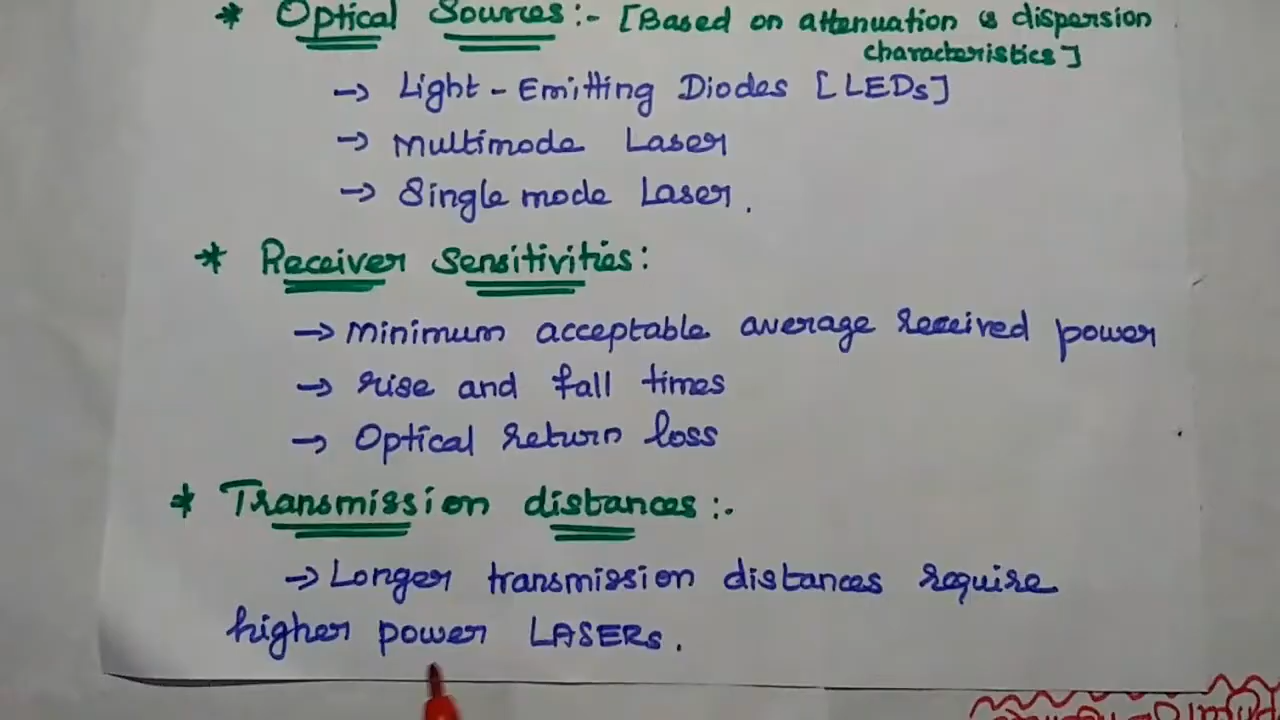 * Optical Sources:- [Based on attenuation & dispersion
characteristics]
→ Light-Emitting Diodes [LEDs]
→ Multimode Laser
→ Single mode Laser.
* Receiver Sensitivities:
→ Minimum acceptable average received power
→ rise and fall times
→ Optical return loss
* Transmission distances:-
→ Longer transmission distances require
higher power LASERs.